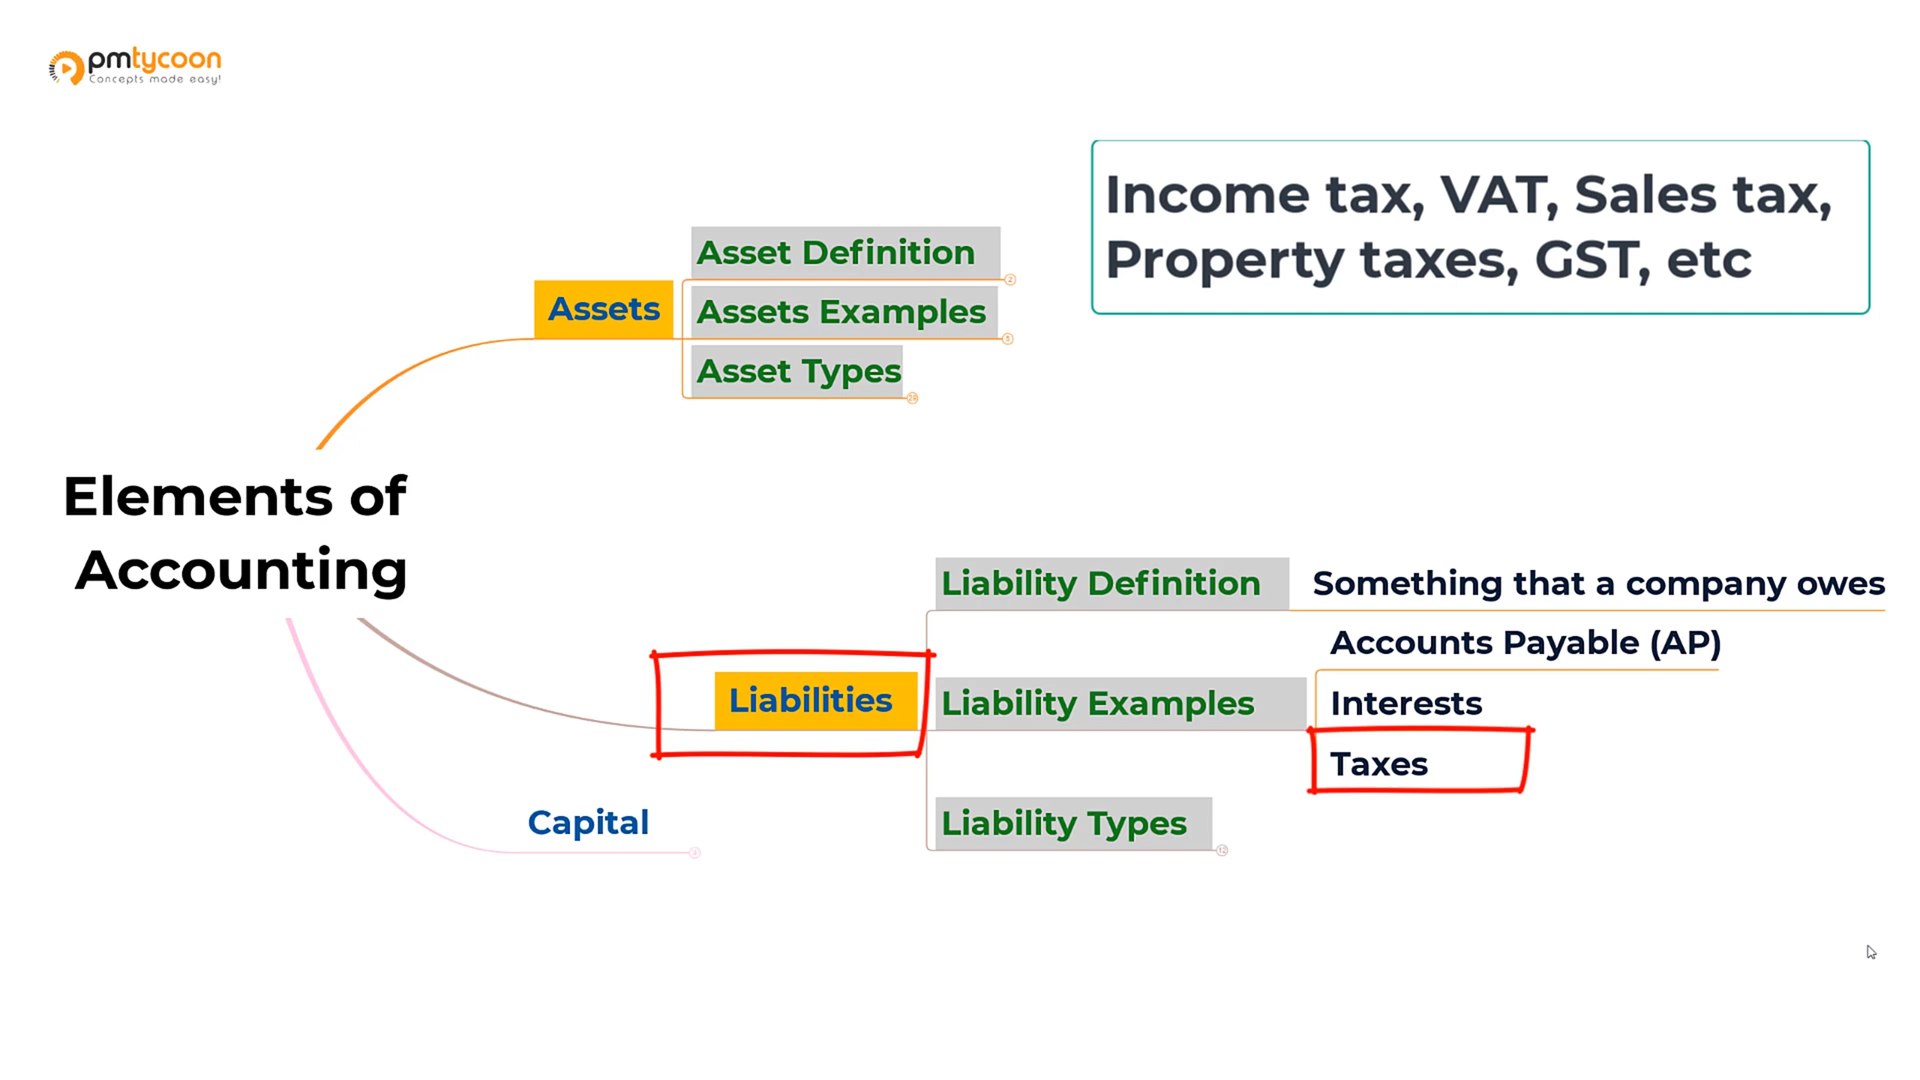 pmtycoon
Concepts made easy!
Income tax, VAT, Sales tax,
Property taxes, GST, etc
Asset Definition
2
Assets
Assets Examples
Asset Types
Elements of
Accounting
Liability Definition
Something that a company owes
Accounts Payable (AP)
Liabilities
Liability Examples
Interests
Taxes
Capital
Liability Types
12